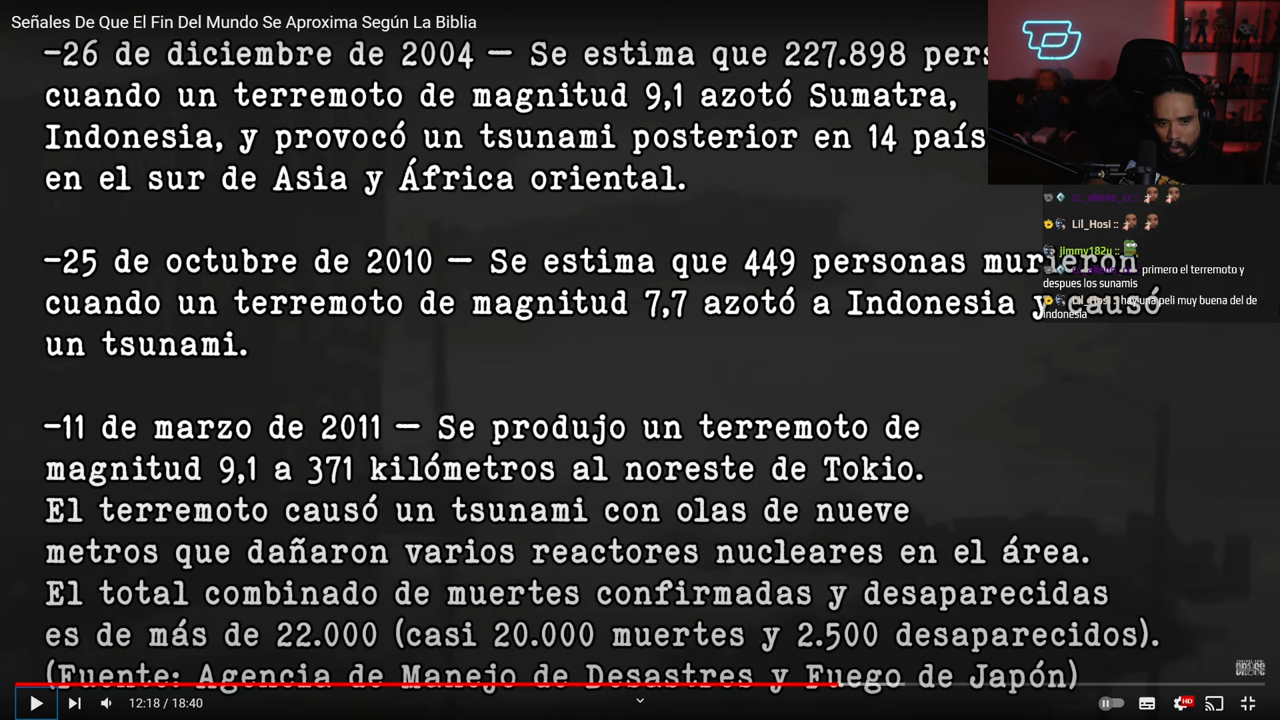 Señales De Que El Fin Del Mundo Se Aproxima Según La Biblia
-26 de diciembre de 2004 – Se estima que 227.898
cuando un terremoto de magnitud 9,1 azotó Sumatra,
Indonesia, y provocó un tsunami posterior en 14
en el sur de Asia y África oriental.
-25 de octubre de 2010 – Se estima que 449 personas murieron
cuando un terremoto de magnitud 7,7 azotó a Indonesia y causó
un tsunami.
-11 de marzo de 2011 – Se produjo un terremoto de
magnitud 9,1 a 371 kilómetros al noreste de Tokio.
El terremoto causó un tsunami con olas de nueve
metros que dañaron varios reactores nucleares en el área.
El total combinado de muertes confirmadas y desaparecidas
es de más de 22.000 (casi 20.000 muertes y 2.500 desaparecidos).
(Fuente: Agencia de Manejo de Desastres y Fuego de Japón)
Lil_Hosi ::
jimmy182u ::
primero el terremoto y
despues los sunamis
Lil_Hosi :: hay una peli muy buena del de
indonesia
12:18 / 18:40
HD